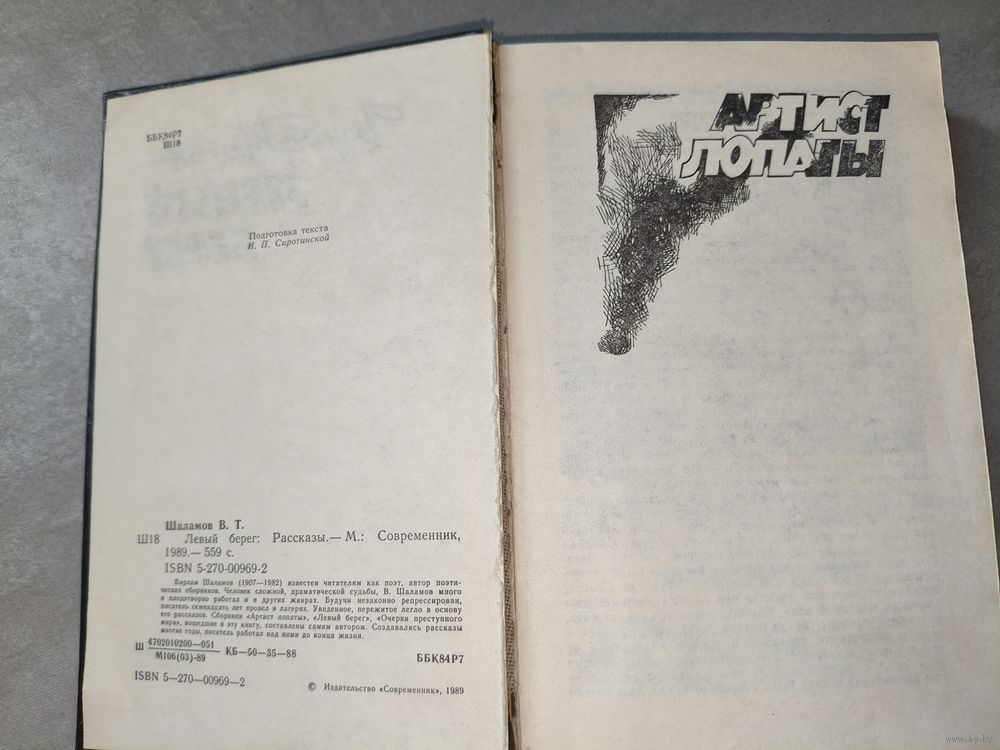 ББК84Р7
Ш18
Подготовка текста
И. П. Сиротинской
Шаламов В. Т.
Ш18 Левый берег: Рассказы.— М.: Современник,
1989.— 559 с.
ISBN 5-270-00969-2
Варлам Шаламов (1907—1982) известен читателям как поэт, автор поэти-
ческих сборников. Человек сложной, драматической судьбы, В. Шаламов много
и плодотворно работал и в других жанрах. Будучи незаконно репрессирован,
писатель семнадцать лет провел в лагерях. Увиденное, пережитое легло в основу
его рассказов. Сборники «Артист лопаты», «Левый берег», «Очерки преступного
мира», вошедшие в эту книгу, составлены самим автором. Создавались рассказы
многие годы, писатель работал над ними до конца жизни.
Ш 4702010200—051
М106(03)-89 КБ—50—35—88
ББК84Р7
ISBN 5—270—00969—2
© Издательство «Современник», 1989
АРТИСТ
ЛОПАТЫ
www.ay.by